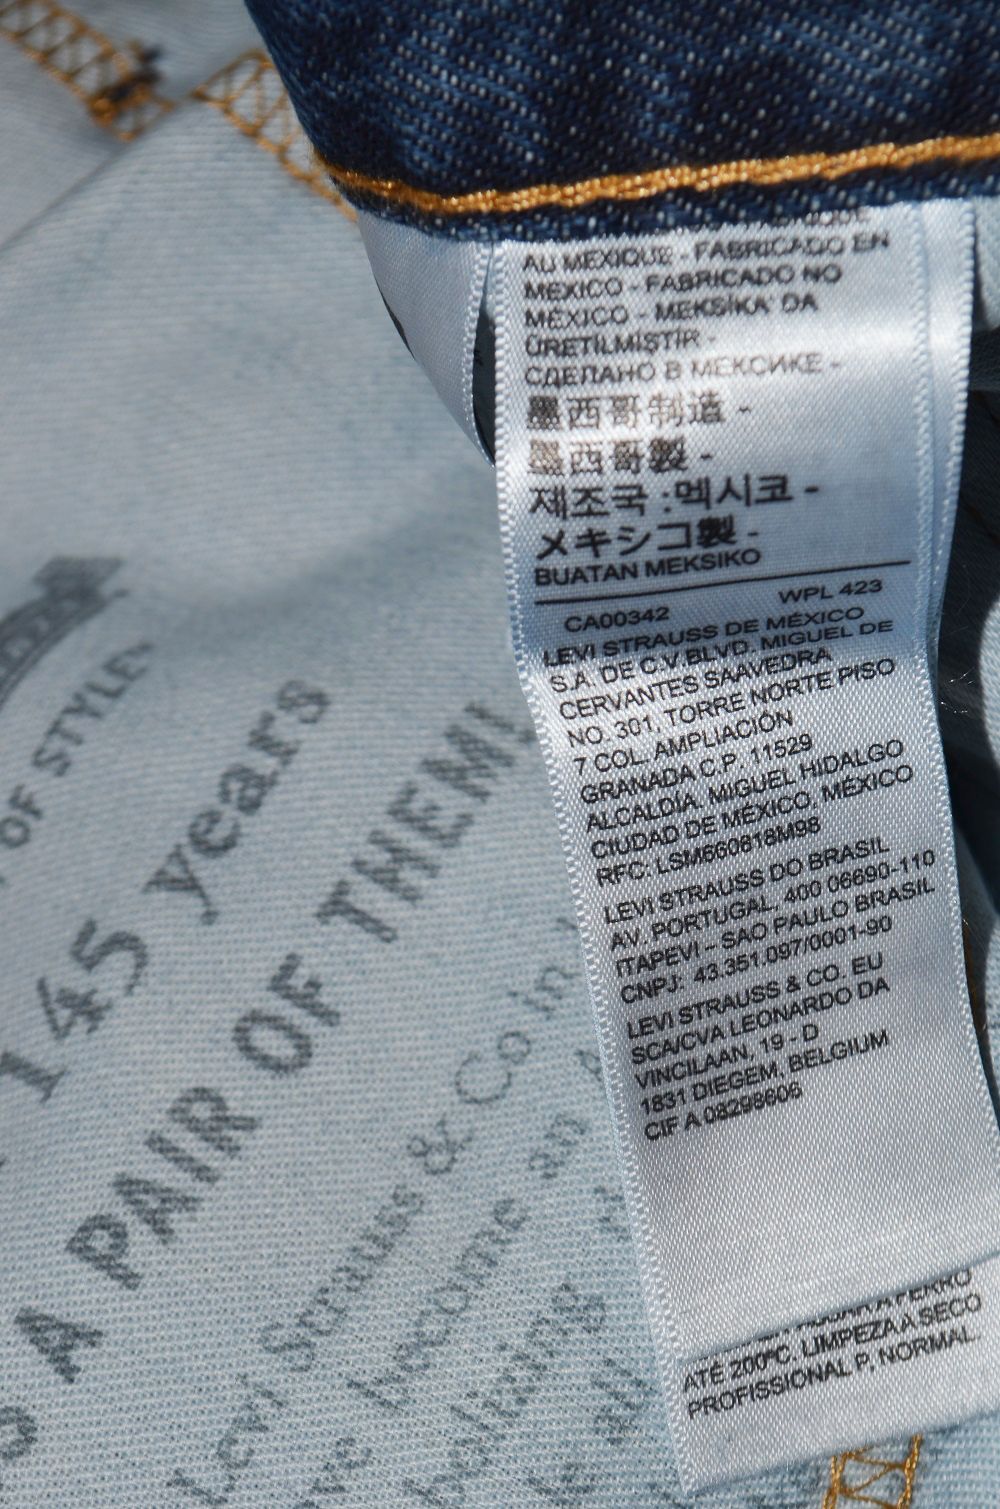 AU MEXIQUE - FABRICADO EN
MÉXICO - FABRICADO NO
MÉXICO - MEKSİKA' DA
ÜRETİLMİŞTİR -
СДЕЛАНО В МЕКСИКЕ -
墨西哥制造 -
墨西哥製 -
제조국 :멕시코 -
メキシコ製 -
BUATAN MEKSIKO
CA00342 WPL 423
LEVI STRAUSS DE MÉXICO
S.A. DE C.V.BLVD. MIGUEL DE
CERVANTES SAAVEDRA
NO. 301, TORRE NORTE PISO
7 COL. AMPLIACIÓN
GRANADA C.P. 11529
ALCALDÍA. MIGUEL HIDALGO
CIUDAD DE MÉXICO, MÉXICO
RFC: LSM660618M98
LEVI STRAUSS DO BRASIL
AV. PORTUGAL 400 06690-110
ITAPEVI - SAO PAULO BRASIL
CNPJ: 43.351.097/0001-90
LEVI STRAUSS & CO. EU
SCA/CVA LEONARDO DA
VINCILAAN, 19 - D
1831 DIEGEM, BELGIUM
CIF A 08298606
A FERRO
ATÉ 200ºC. LIMPEZA A SECO
PROFISSIONAL P, NORMAL.
OF STYLE
145 years
A PAIR OF THEM
Levi Strauss & Co in
become an